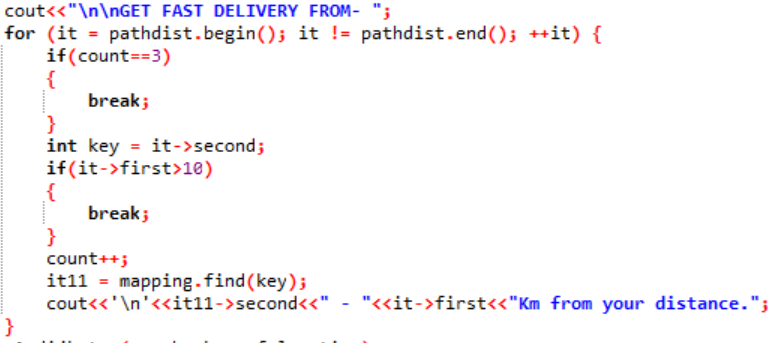 cout<<"\n\nGET FAST DELIVERY FROM- ";
for (it = pathdist.begin(); it != pathdist.end(); ++it) {
    if(count==3)
    {
        break;
    }
    int key = it->second;
    if(it->first>10)
    {
        break;
    }
    count++;
    it11 = mapping.find(key);
    cout<<'\n'<<it11->second<<" - "<<it->first<<"Km from your distance.";
}